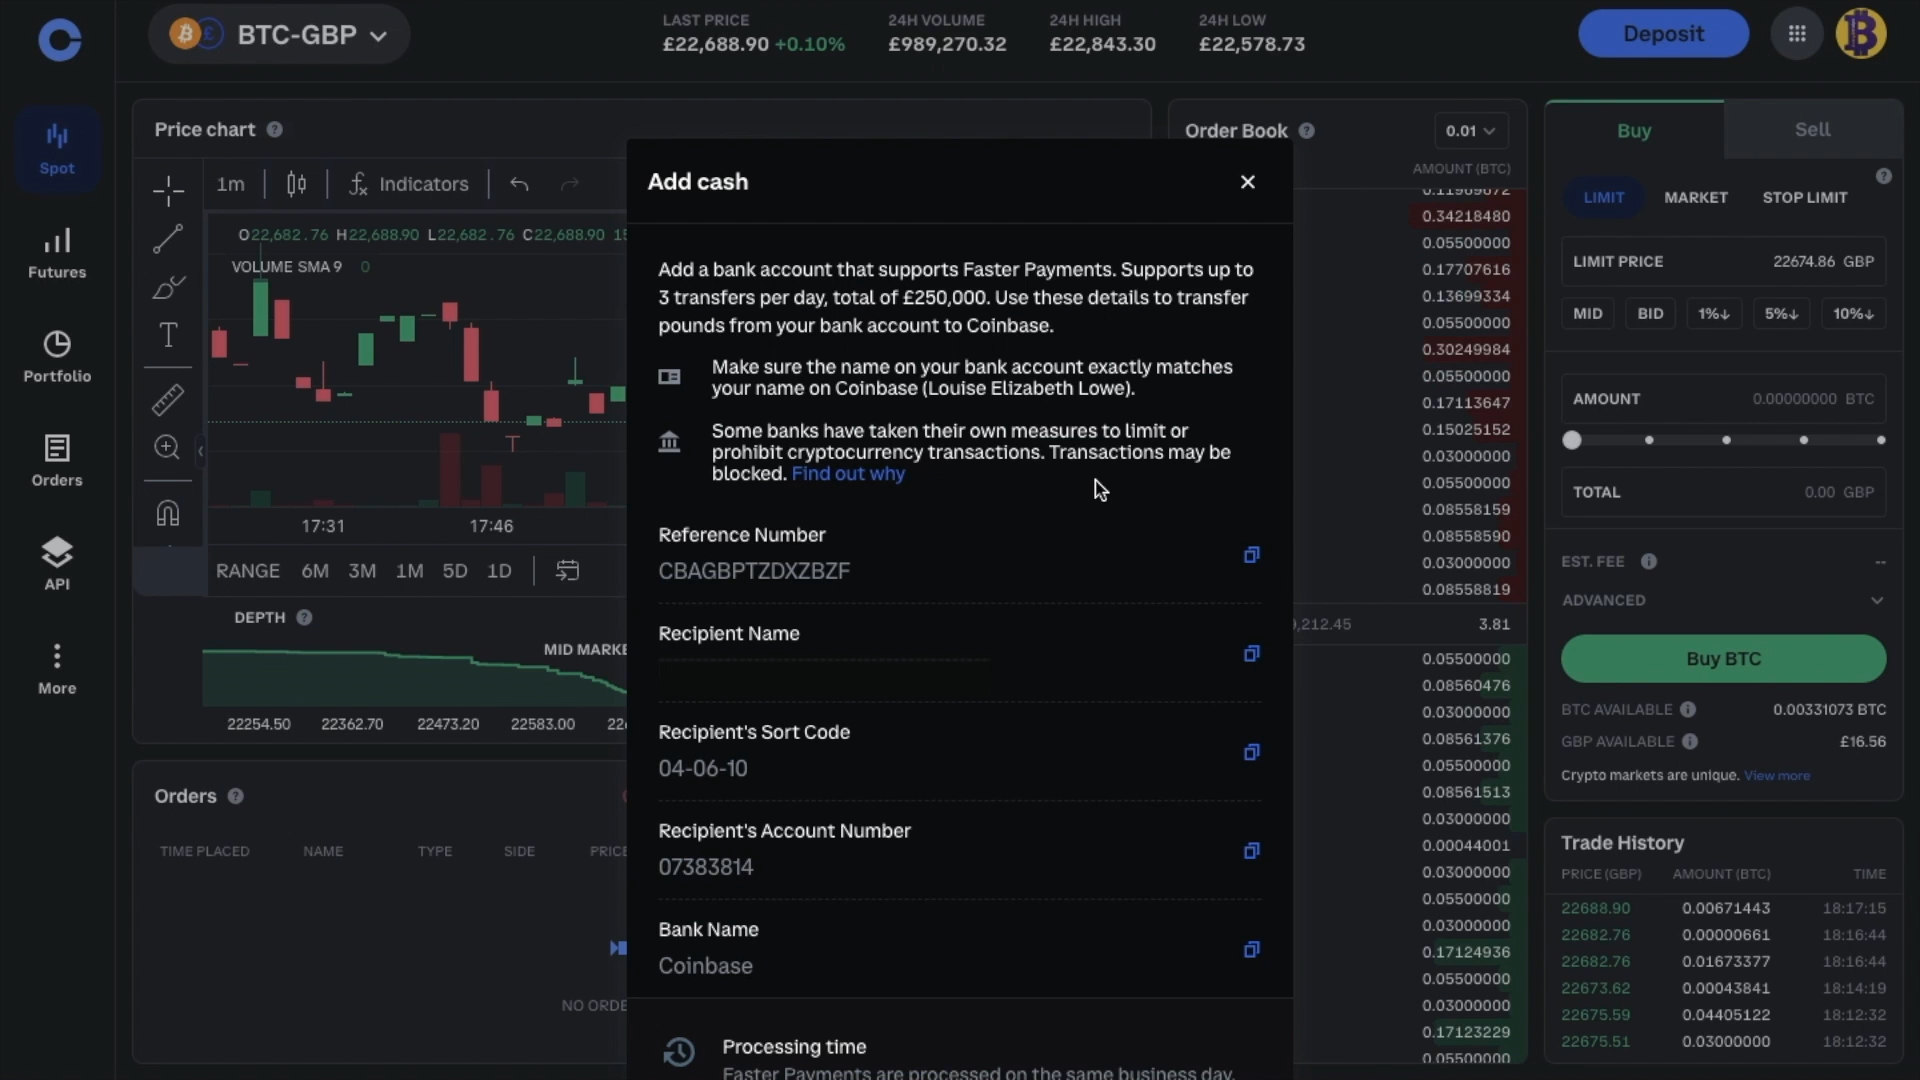 BTC-GBP
LAST PRICE
£22,688.90 +0.10%
24H VOLUME
£989,270.32
24H HIGH
£22,843.30
24H LOW
£22,578.73
Deposit
Spot
Futures
Portfolio
Orders
API
More
Price chart
1m
Indicators
O22,682.76 H22,688.90 L22,682.76 C22,688.90
VOLUME SMA 9 0
17:31 17:46
RANGE 6M 3M 1M 5D 1D
DEPTH
22254.50 22362.70 22473.20 22583.00
Orders
TIME PLACED NAME TYPE SIDE
Add cash
Add a bank account that supports Faster Payments. Supports up to
3 transfers per day, total of £250,000. Use these details to transfer
pounds from your bank account to Coinbase.
Make sure the name on your bank account exactly matches
your name on Coinbase (Louise Elizabeth Lowe).
Some banks have taken their own measures to limit or
prohibit cryptocurrency transactions. Transactions may be
blocked. Find out why
Reference Number
CBAGBPTZDXZBZF
Recipient Name
Recipient's Sort Code
04-06-10
Recipient's Account Number
07383814
Bank Name
Coinbase
Processing time
Faster Payments are processed on the same business day.
Order Book
0.01
AMOUNT (BTC)
0.34218480
0.05500000
0.17707616
0.13699334
0.05500000
0.30249984
0.05500000
0.17113647
0.15025152
0.03000000
0.05500000
0.08558159
0.08558590
0.03000000
0.08558819
3.81
0.05500000
0.08560476
0.03000000
0.08561376
0.05500000
0.08561513
0.03000000
0.00044001
0.03000000
0.05500000
0.03000000
0.17124936
0.05500000
0.03000000
0.17123229
0.05500000
Buy
Sell
LIMIT MARKET STOP LIMIT
LIMIT PRICE 22674.86 GBP
MID BID 1%↓ 5%↓ 10%↓
AMOUNT 0.00000000 BTC
TOTAL 0.00 GBP
EST. FEE --
ADVANCED
Buy BTC
BTC AVAILABLE 0.00331073 BTC
GBP AVAILABLE £16.56
Crypto markets are unique. View more
Trade History
PRICE (GBP) AMOUNT (BTC) TIME
22688.90 0.00671443 18:17:15
22682.76 0.00000661 18:16:44
22682.76 0.01673377 18:16:44
22673.62 0.00043841 18:14:19
22675.59 0.04405122 18:12:32
22675.51 0.03000000 18:12:32